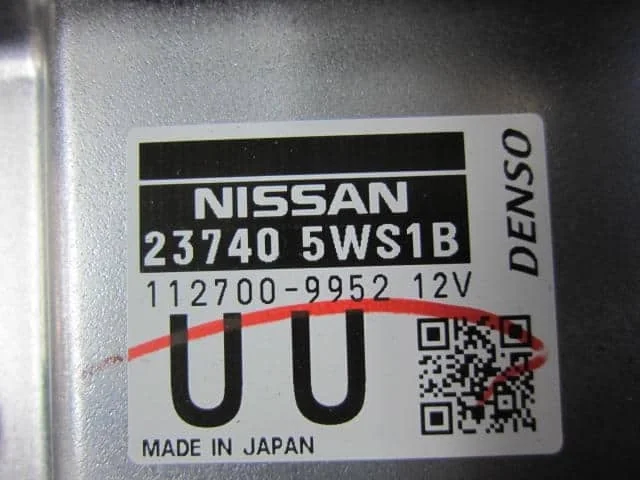 NISSAN
23740 5WS1B
112700-9952 12V
UU
MADE IN JAPAN
DENSO